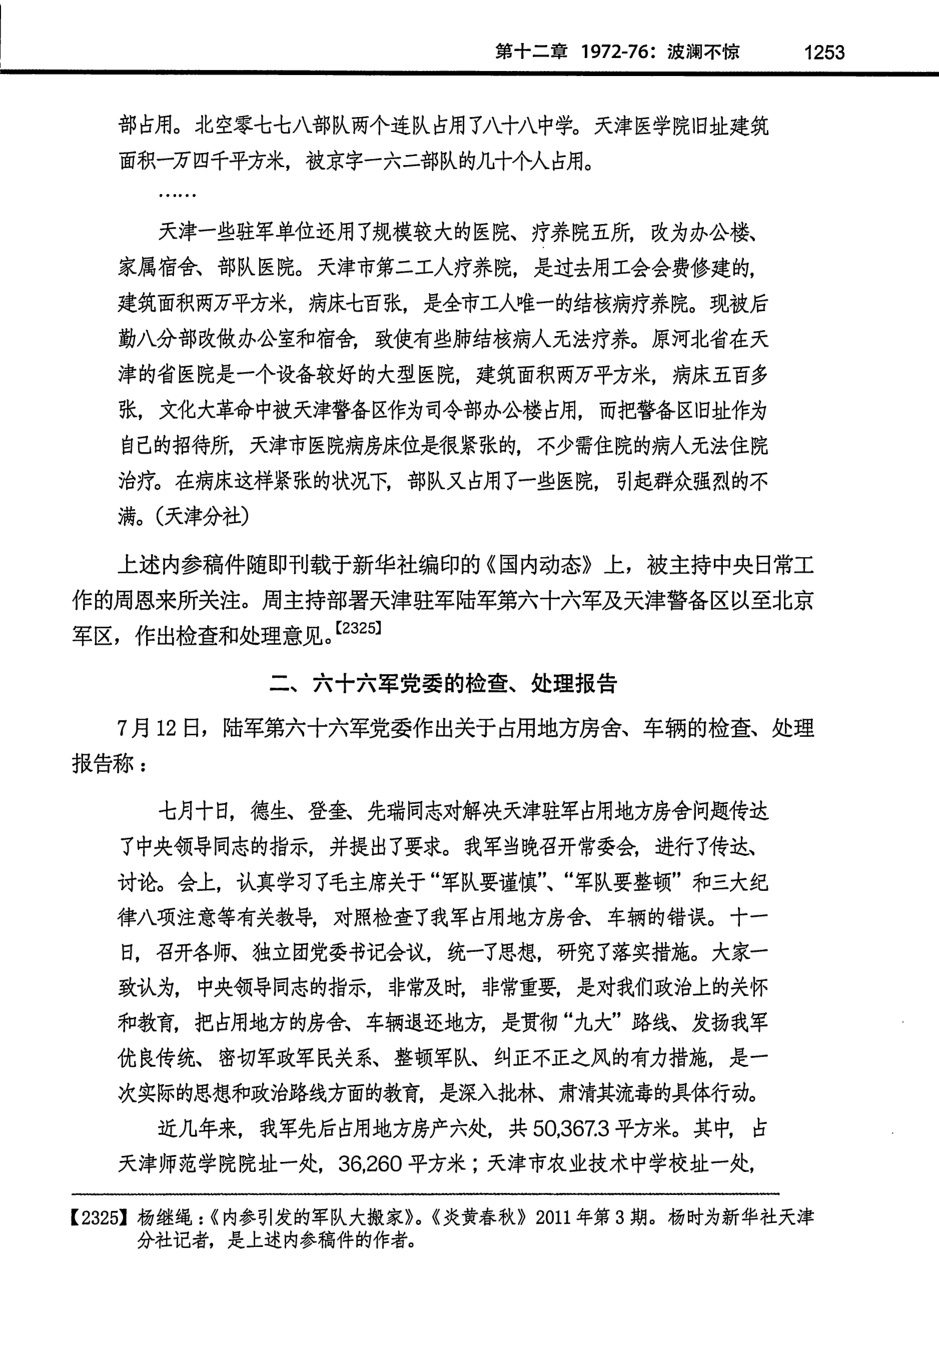 第十二章 1972-76：波澜不惊 1253
部占用。北空零七七八部队两个连队占用了八十八中学。天津医学院旧址建筑
面积一万四千平方米，被京字一六二部队的几十个人占用。
……
天津一些驻军单位还用了规模较大的医院、疗养院五所，改为办公楼、
家属宿舍、部队医院。天津市第二工人疗养院，是过去用工会会费修建的，
建筑面积两万平方米，病床七百张，是全市工人唯一的结核病疗养院。现被后
勤八分部改做办公室和宿舍，致使有些肺结核病人无法疗养。原河北省在天
津的省医院是一个设备较好的大型医院，建筑面积两万平方米，病床五百多
张，文化大革命中被天津警备区作为司令部办公楼占用，而把警备区旧址作为
自己的招待所，天津市医院病房床位是很紧张的，不少需住院的病人无法住院
治疗。在病床这样紧张的状况下，部队又占用了一些医院，引起群众强烈的不
满。（天津分社）
上述内参稿件随即刊载于新华社编印的《国内动态》上，被主持中央日常工
作的周恩来所关注。周主持部署天津驻军陆军第六十六军及天津警备区以至北京
军区，作出检查和处理意见。【2325】
二、六十六军党委的检查、处理报告
7月12日，陆军第六十六军党委作出关于占用地方房舍、车辆的检查、处理
报告称：
七月十日，德生、登奎、先瑞同志对解决天津驻军占用地方房舍问题传达
了中央领导同志的指示，并提出了要求。我军当晚召开常委会，进行了传达、
讨论。会上，认真学习了毛主席关于“军队要谨慎”、“军队要整顿”和三大纪
律八项注意等有关教导，对照检查了我军占用地方房舍、车辆的错误。十一
日，召开各师、独立团党委书记会议，统一了思想，研究了落实措施。大家一
致认为，中央领导同志的指示，非常及时，非常重要，是对我们政治上的关怀
和教育，把占用地方的房舍、车辆退还地方，是贯彻“九大”路线、发扬我军
优良传统、密切军政军民关系、整顿军队、纠正不正之风的有力措施，是一
次实际的思想和政治路线方面的教育，是深入批林、肃清其流毒的具体行动。
近几年来，我军先后占用地方房产六处，共50,367.3平方米。其中，占
天津师范学院院址一处，36,260平方米；天津市农业技术中学校址一处，
【2325】杨继绳：《内参引发的军队大搬家》。《炎黄春秋》2011年第3期。杨时为新华社天津
分社记者，是上述内参稿件的作者。